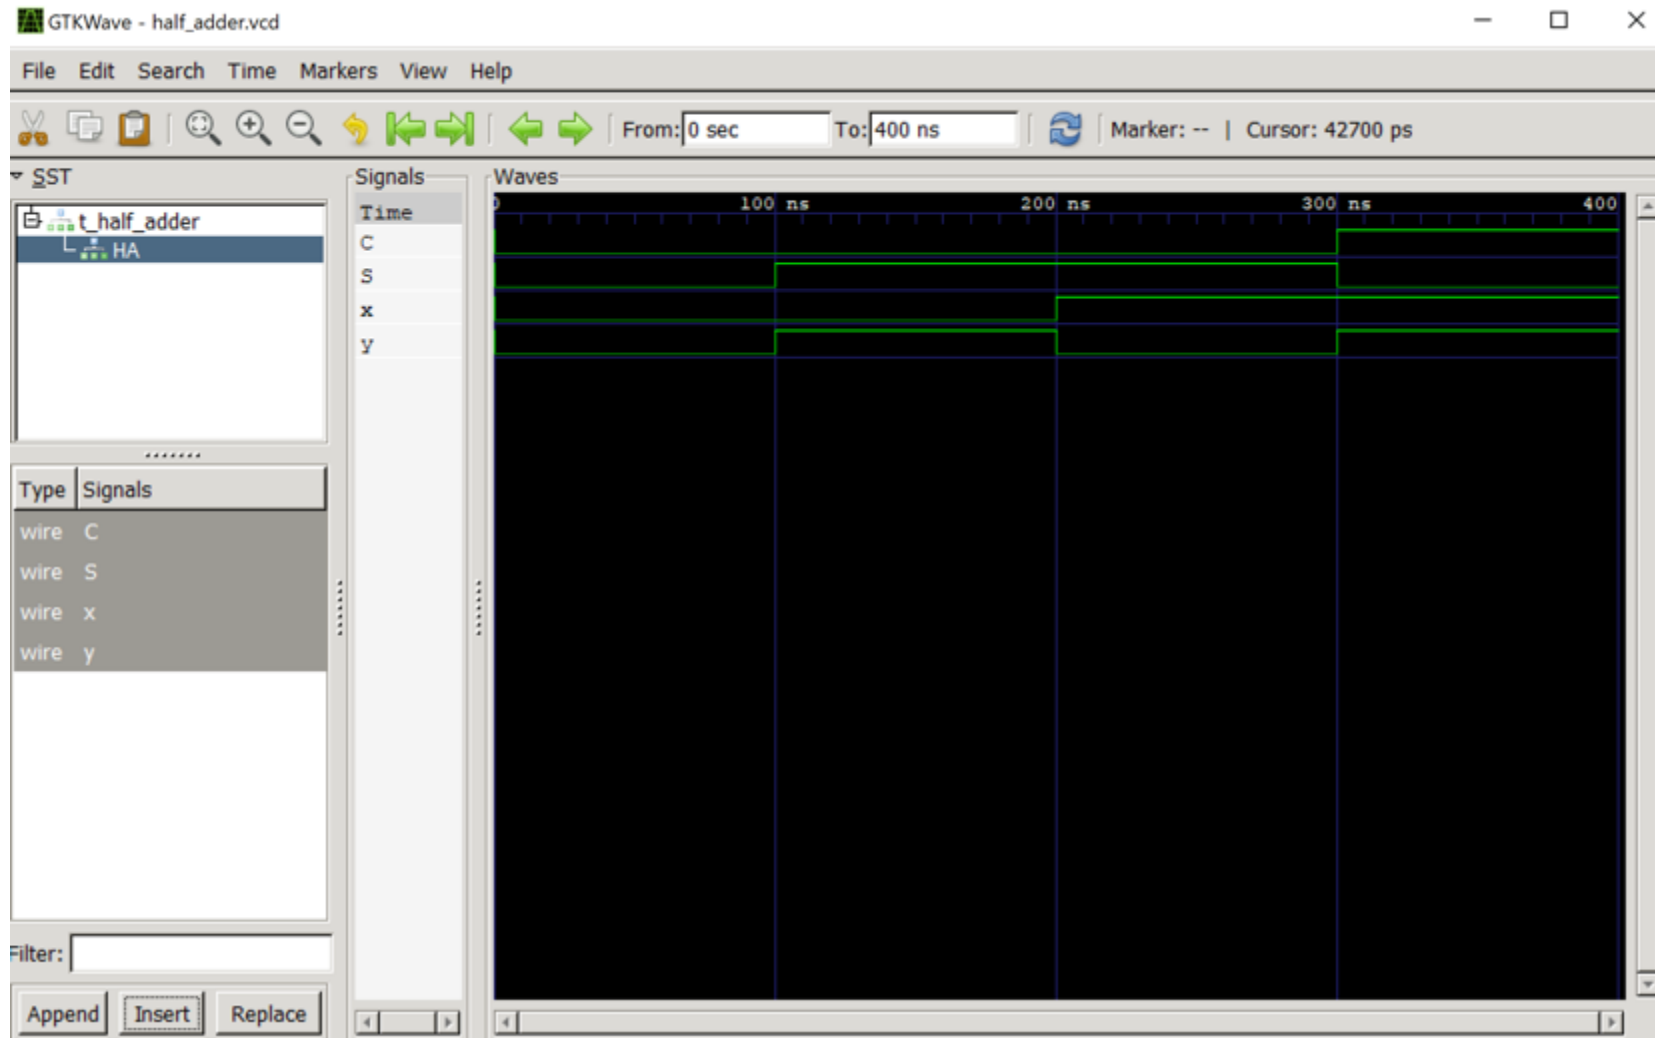 GTKWave - half_adder.vcd
File Edit Search Time Markers View Help
From: 0 sec To: 400 ns Marker: -- | Cursor: 42700 ps
SST
t_half_adder
HA
Type Signals
wire C
wire S
wire x
wire y
Filter:
Append Insert Replace
Signals
Time
C
S
x
y
Waves
0 100 ns 200 ns 300 ns 400